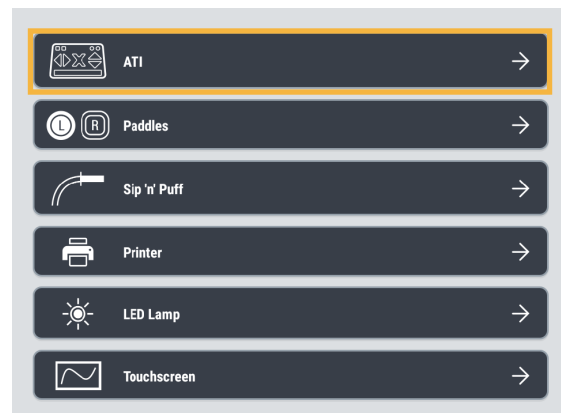 ATI
L R Paddles
Sip 'n' Puff
Printer
LED Lamp
Touchscreen